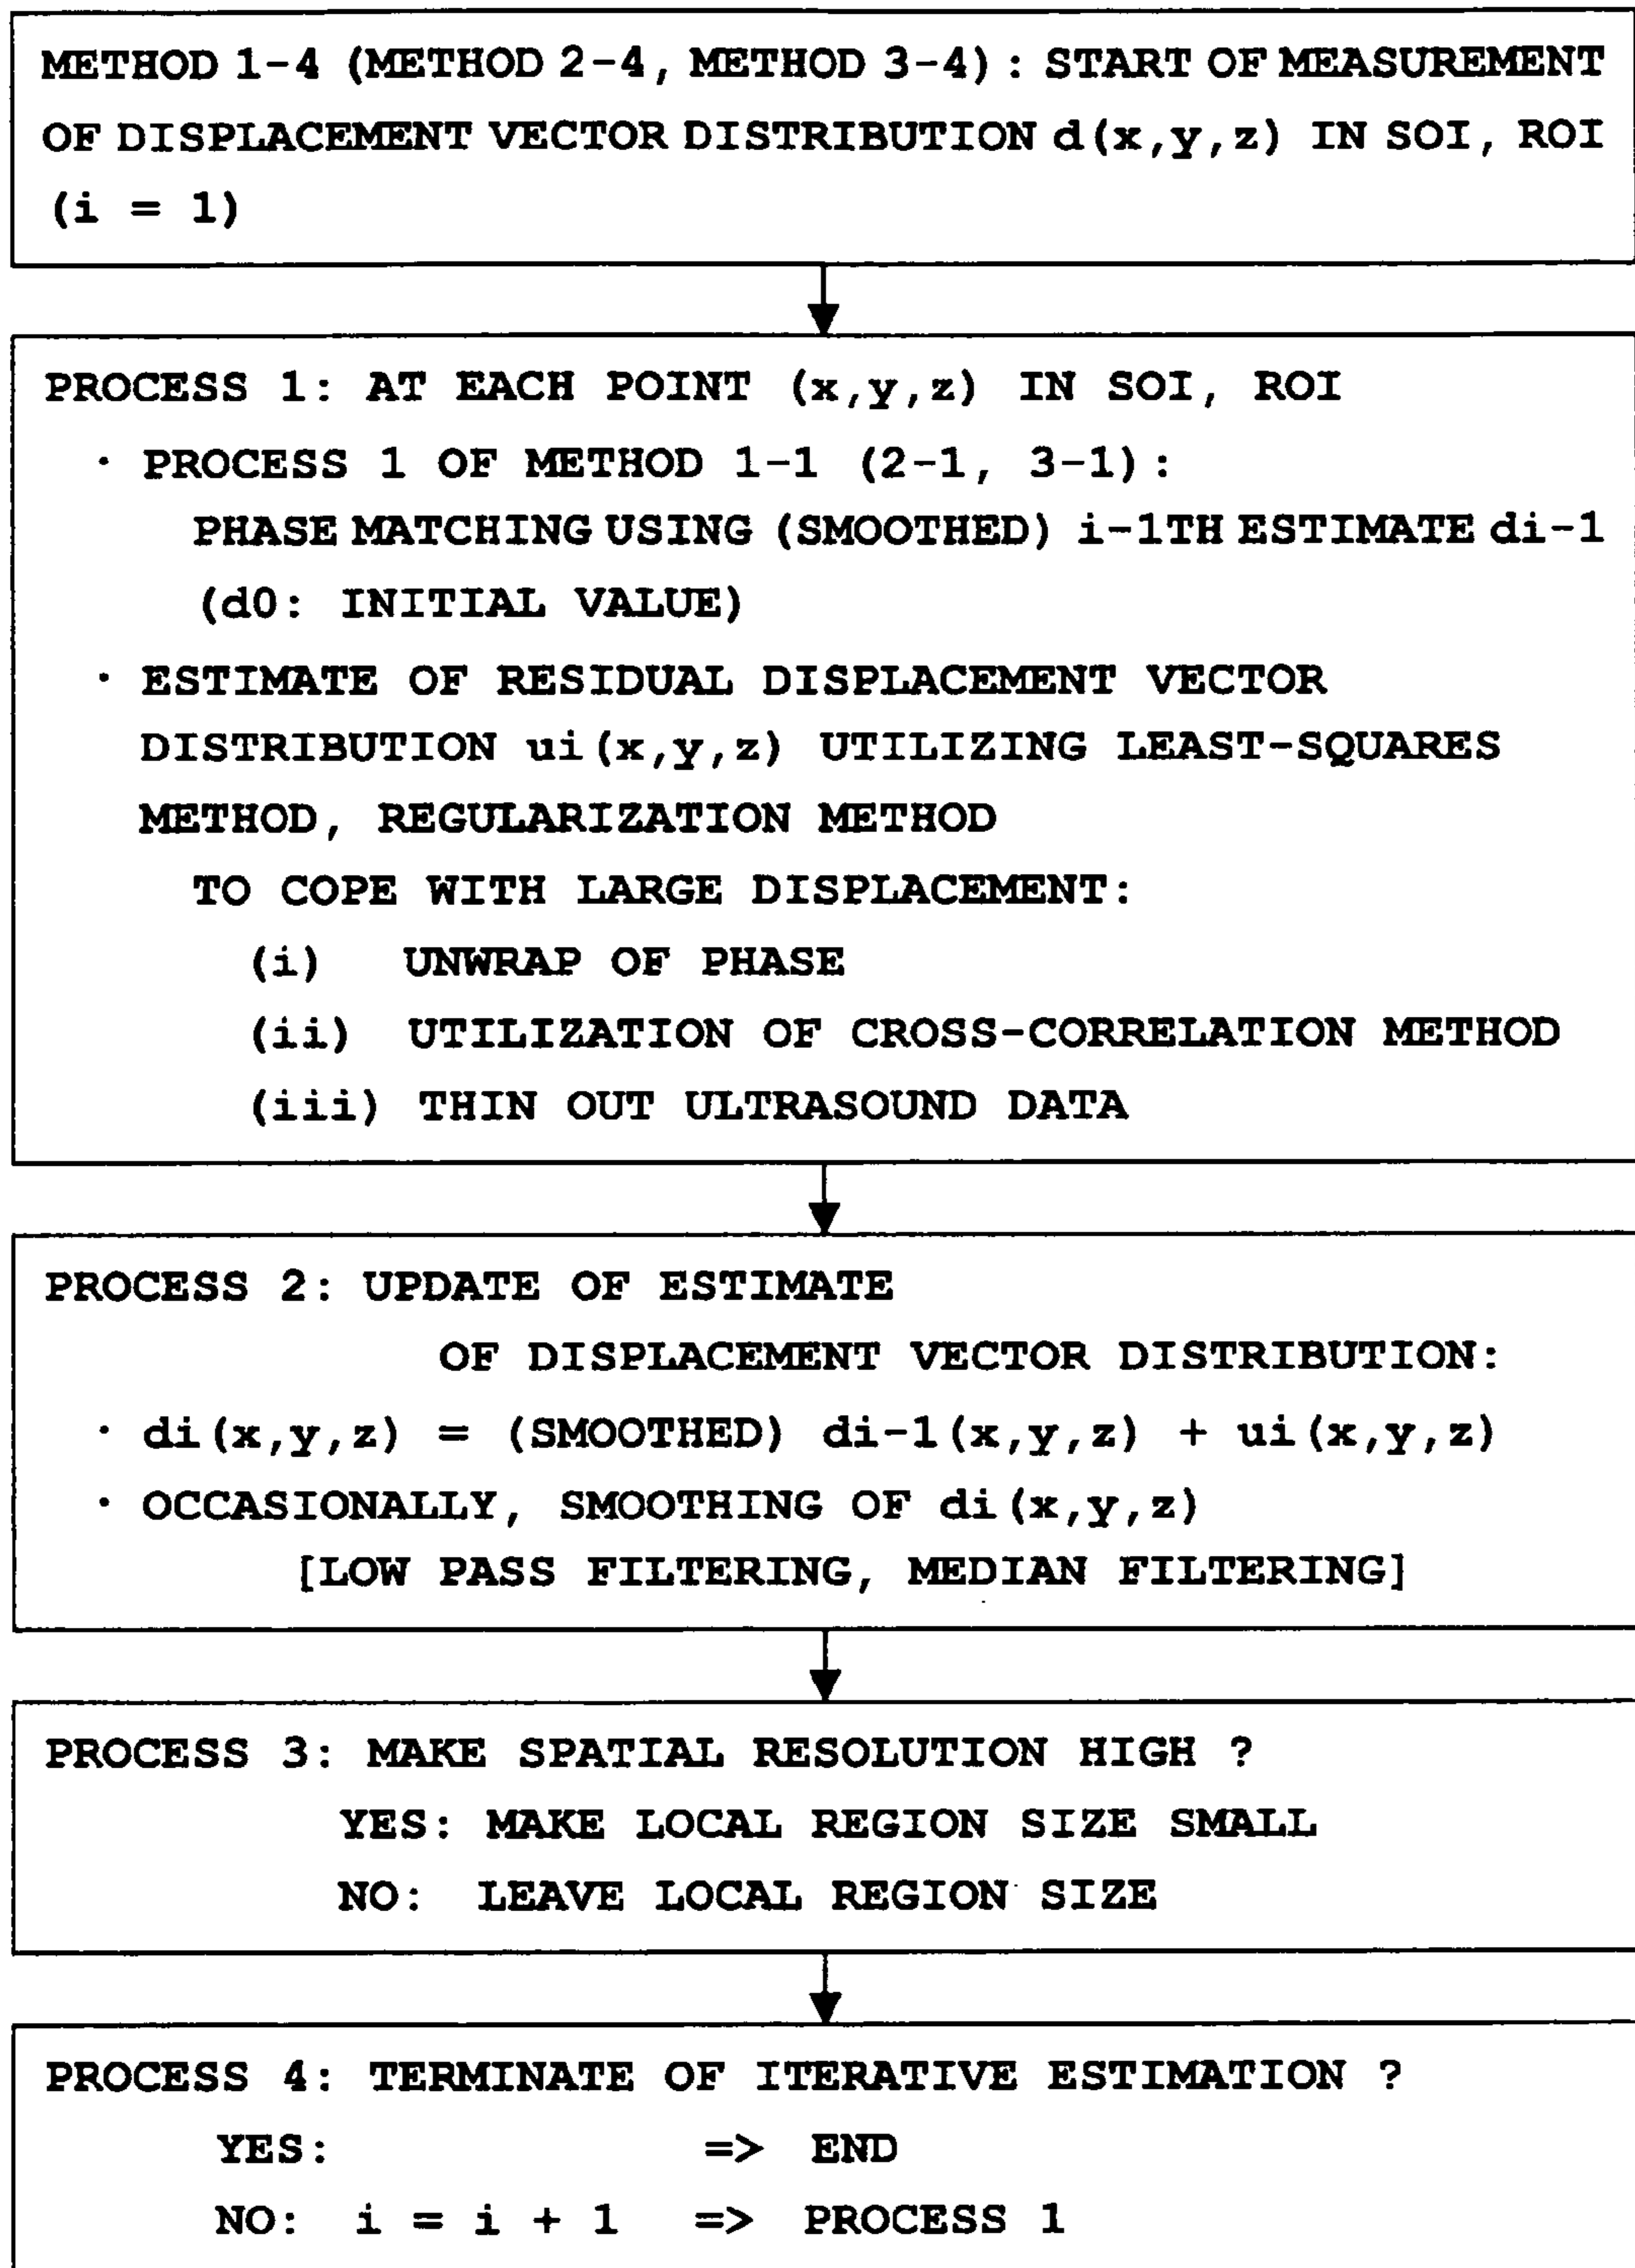 METHOD 1-4 (METHOD 2-4, METHOD 3-4): START OF MEASUREMENT
OF DISPLACEMENT VECTOR DISTRIBUTION d(x,y,z) IN SOI, ROI
(i = 1)
PROCESS 1: AT EACH POINT (x,y,z) IN SOI, ROI
· PROCESS 1 OF METHOD 1-1 (2-1, 3-1):
PHASE MATCHING USING (SMOOTHED) i-1TH ESTIMATE di-1
(d0: INITIAL VALUE)
· ESTIMATE OF RESIDUAL DISPLACEMENT VECTOR
DISTRIBUTION ui(x,y,z) UTILIZING LEAST-SQUARES
METHOD, REGULARIZATION METHOD
TO COPE WITH LARGE DISPLACEMENT:
(i) UNWRAP OF PHASE
(ii) UTILIZATION OF CROSS-CORRELATION METHOD
(iii) THIN OUT ULTRASOUND DATA
PROCESS 2: UPDATE OF ESTIMATE
OF DISPLACEMENT VECTOR DISTRIBUTION:
· di(x,y,z) = (SMOOTHED) di-1(x,y,z) + ui(x,y,z)
· OCCASIONALLY, SMOOTHING OF di(x,y,z)
[LOW PASS FILTERING, MEDIAN FILTERING]
PROCESS 3: MAKE SPATIAL RESOLUTION HIGH ?
YES: MAKE LOCAL REGION SIZE SMALL
NO: LEAVE LOCAL REGION SIZE
PROCESS 4: TERMINATE OF ITERATIVE ESTIMATION ?
YES: => END
NO: i = i + 1 => PROCESS 1